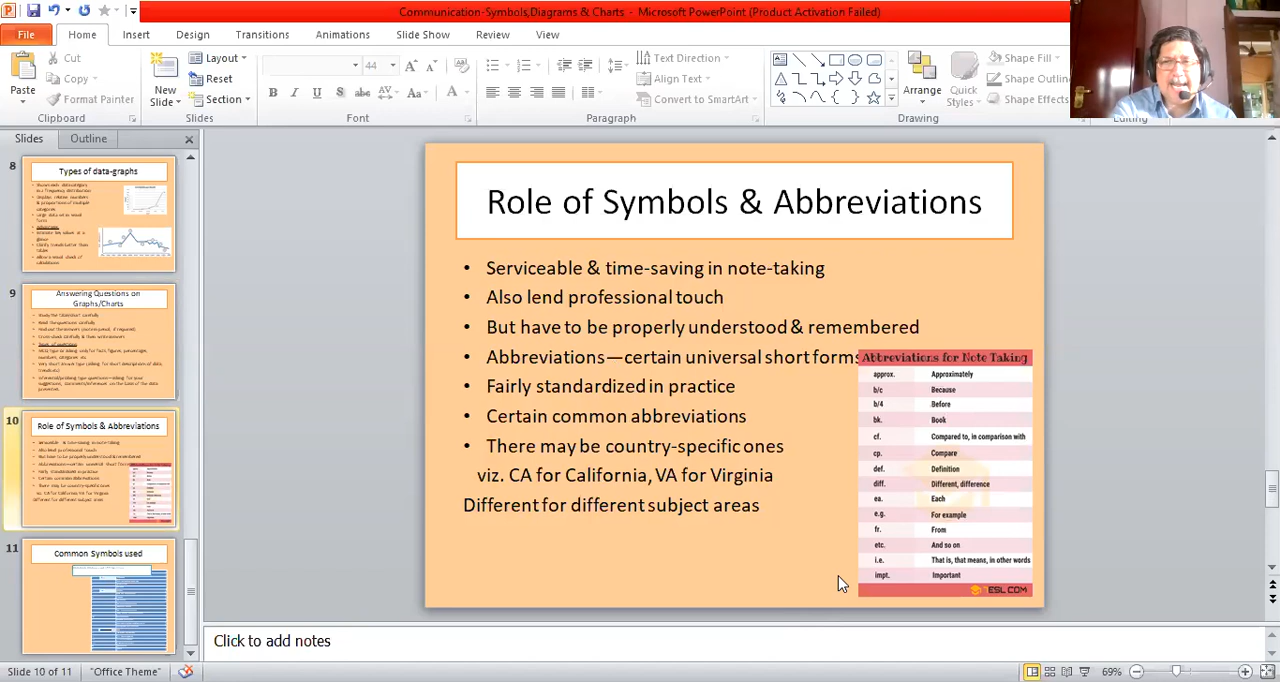 Communication-Symbols,Diagrams & Charts - Microsoft PowerPoint (Product Activation Failed)
File Home Insert Design Transitions Animations Slide Show Review View
Cut
Copy
Format Painter
Paste
Clipboard
New
Slide
Layout
Reset
Section
Slides
44
Font
Text Direction
Align Text
Convert to SmartArt
Paragraph
Arrange
Quick
Styles
Shape Fill
Shape Outlin
Shape Effects
Drawing
Editing
Slides Outline
8
Types of data-graphs
9
Answering Questions on
Graphs/Charts
10
Role of Symbols & Abbreviations
11
Common Symbols used
Role of Symbols & Abbreviations
• Serviceable & time-saving in note-taking
• Also lend professional touch
• But have to be properly understood & remembered
• Abbreviations—certain universal short forms
• Fairly standardized in practice
• Certain common abbreviations
• There may be country-specific ones
viz. CA for California, VA for Virginia
Different for different subject areas
Abbreviations for Note Taking
approx. Approximately
b/c Because
b/4 Before
bk. Book
cf. Compared to, in comparison with
cp. Compare
def. Definition
diff. Different, difference
ea. Each
e.g. For example
fr. From
etc. And so on
i.e. That is, that means, in other words
impt. Important
7ESL.COM
Click to add notes
Slide 10 of 11 "Office Theme" 69%